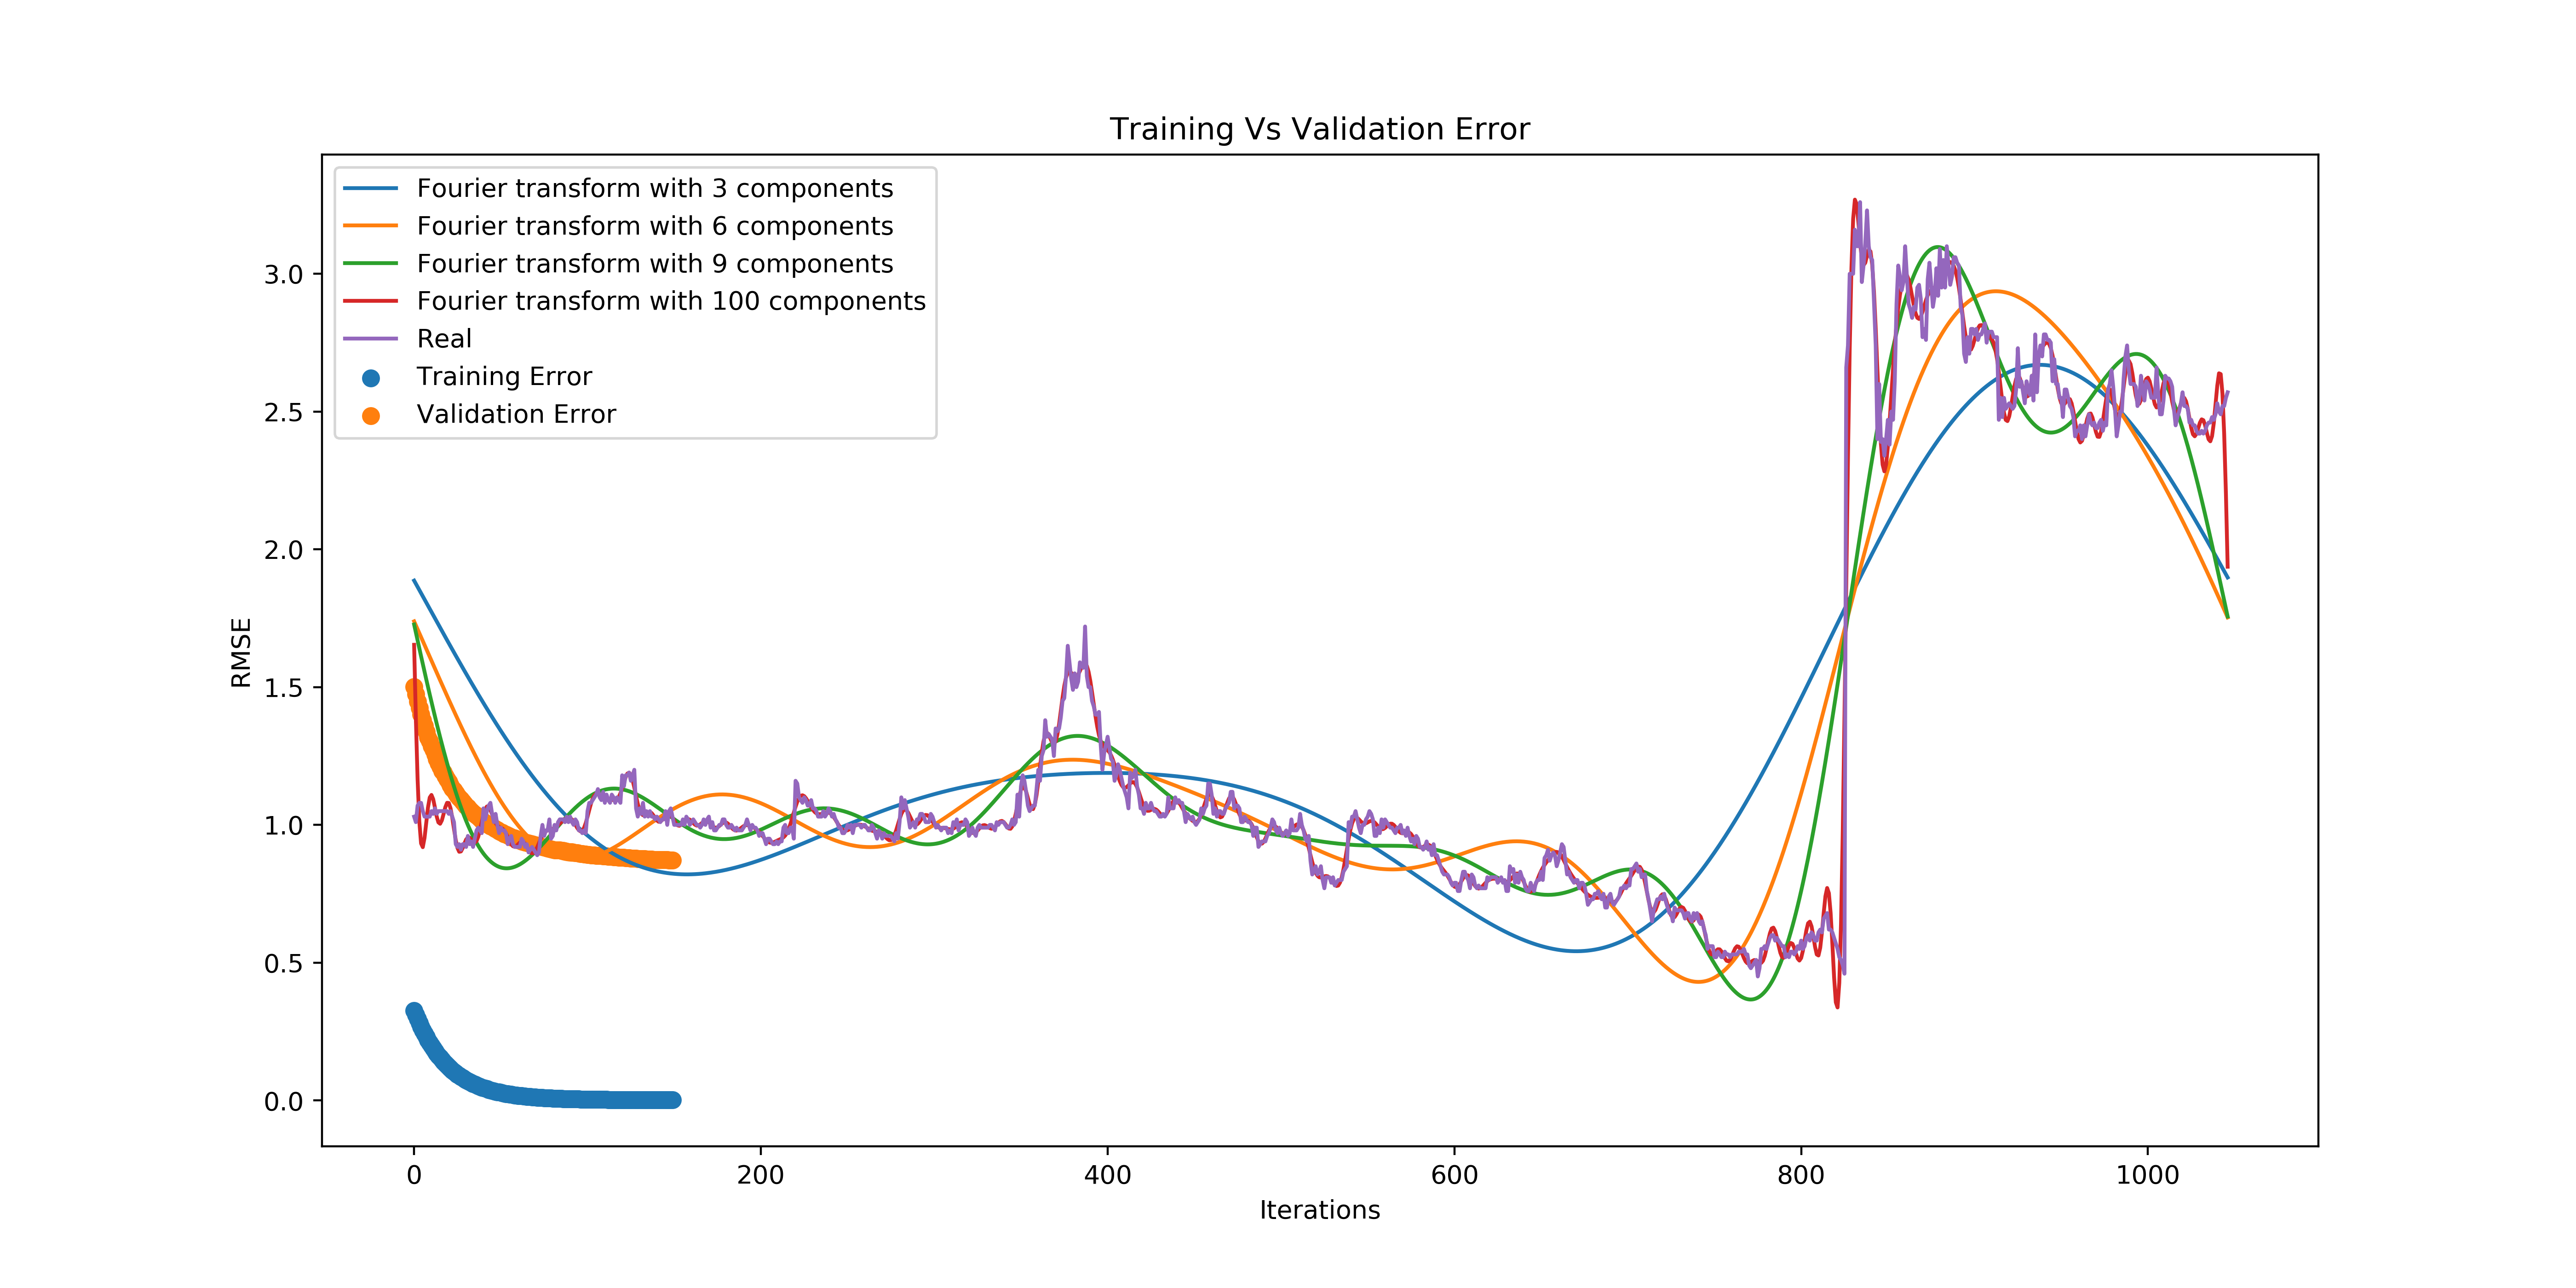 Training Vs Validation Error
Fourier transform with 3 components
Fourier transform with 6 components
Fourier transform with 9 components
Fourier transform with 100 components
Real
Training Error
Validation Error
RMSE
3.0
2.5
2.0
1.5
1.0
0.5
0.0
0 200 400 600 800 1000
Iterations